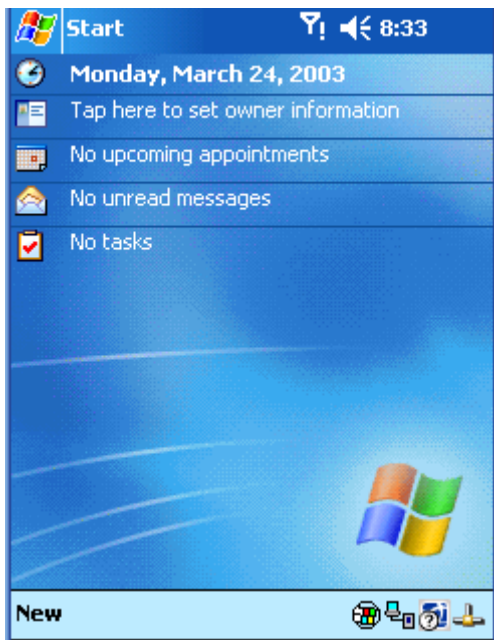 Start 8:33
Monday, March 24, 2003
Tap here to set owner information
No upcoming appointments
No unread messages
No tasks
New